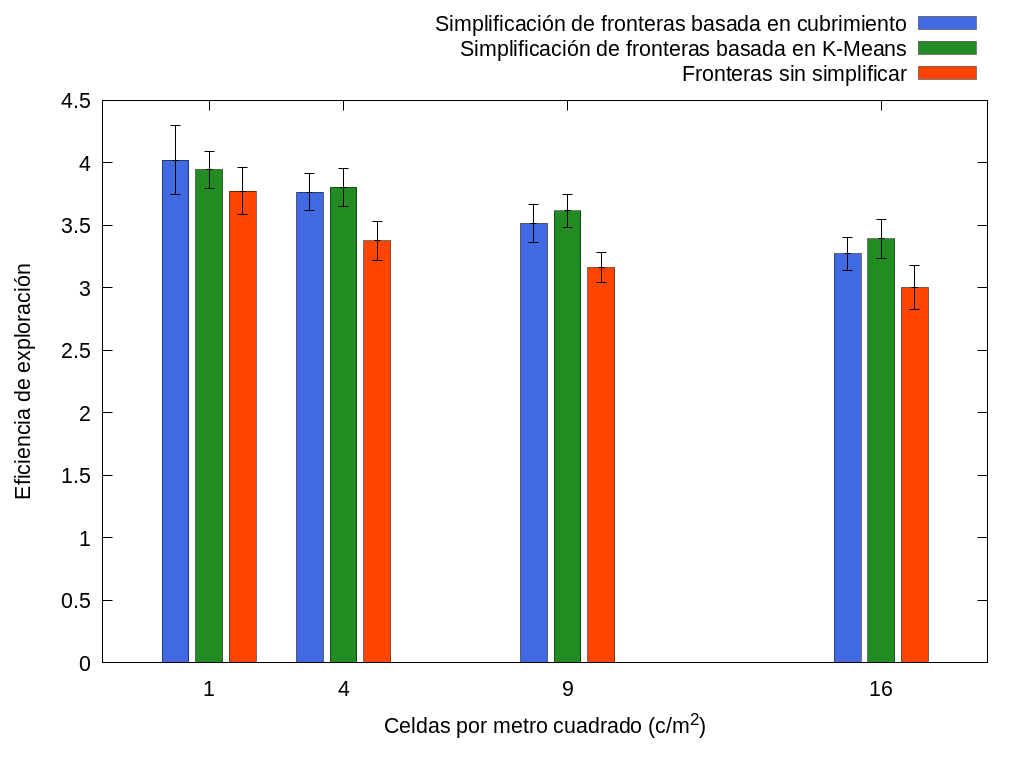 Simplificación de fronteras basada en cubrimiento
Simplificación de fronteras basada en K-Means
Fronteras sin simplificar
4.5
4
3.5
3
2.5
2
1.5
1
0.5
0
Eficiencia de exploración
1 4 9 16
Celdas por metro cuadrado (c/m²)